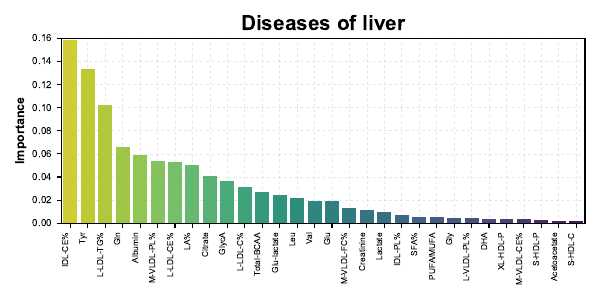 Diseases of liver
Importance
0.16
0.14
0.12
0.10
0.08
0.06
0.04
0.02
0.00
IDL-CE%
Tyr
L-LDL-TG%
Gln
Albumin
M-VLDL-PL%
L-LDL-CE%
LA%
Citrate
GlycA
L-LDL-C%
Total-BCAA
Glu-lactate
Leu
Val
Glu
M-VLDL-FC%
Creatinine
Lactate
IDL-PL%
SFA%
PUFA/MUFA
Gly
L-VLDL-PL%
DHA
XL-HDL-P
M-VLDL-CE%
S-HDL-P
Acetoacetate
S-HDL-C